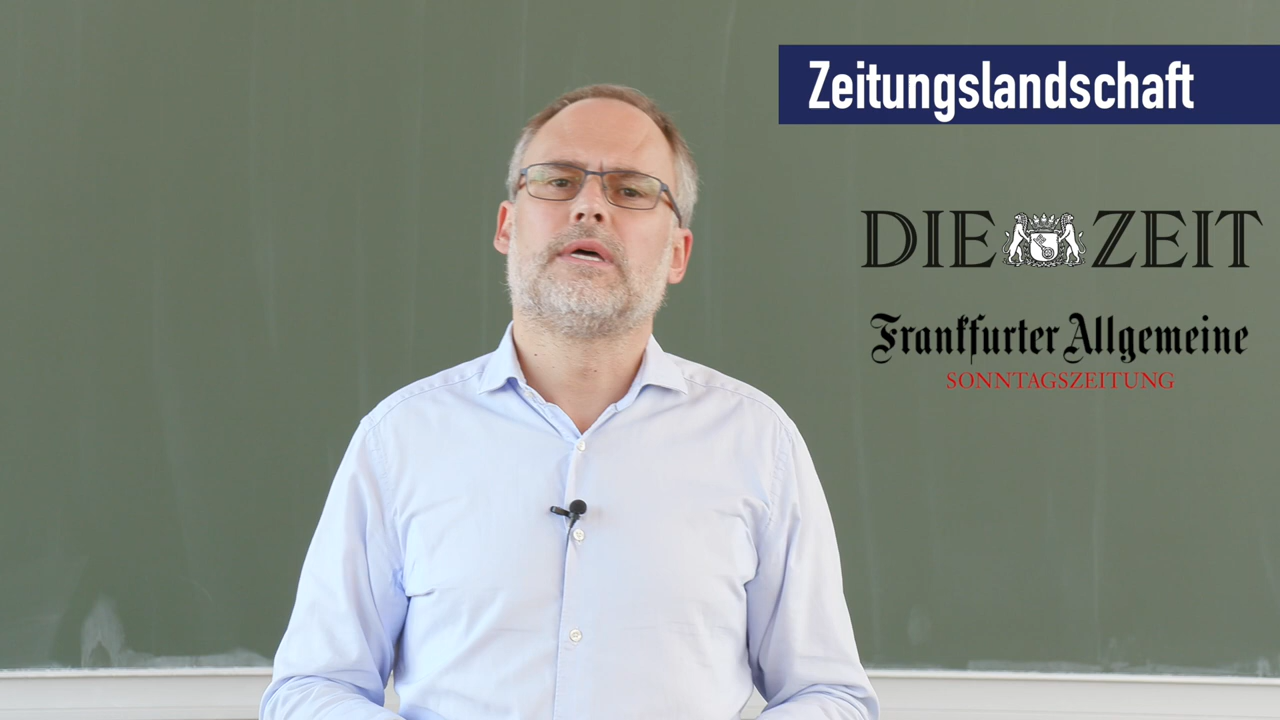 Zeitungslandschaft
DIE ZEIT
Frankfurter Allgemeine
SONNTAGSZEITUNG